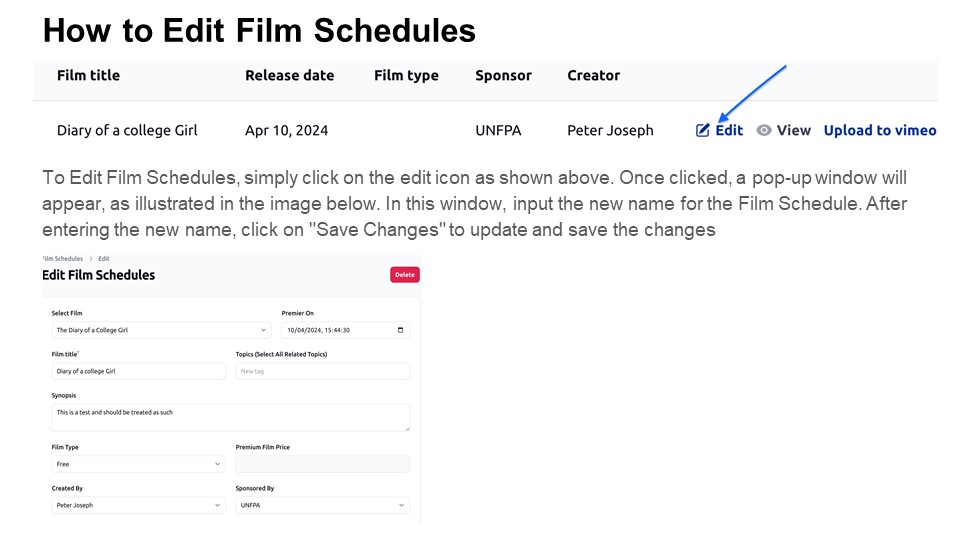 How to Edit Film Schedules
Film title Release date Film type Sponsor Creator
Diary of a college Girl Apr 10, 2024 UNFPA Peter Joseph Edit View Upload to vimeo
To Edit Film Schedules, simply click on the edit icon as shown above. Once clicked, a pop-up window will
appear, as illustrated in the image below. In this window, input the new name for the Film Schedule. After
entering the new name, click on "Save Changes" to update and save the changes
Film Schedules > Edit
Edit Film Schedules Delete
Select Film Premier On
The Diary of a College Girl 10/04/2024, 15:44:30
Film title* Topics (Select All Related Topics)
Diary of a college Girl New tag
Synopsis
This is a test and should be treated as such
Film Type Premium Film Price
Free
Created By Sponsored By
Peter Joseph UNFPA